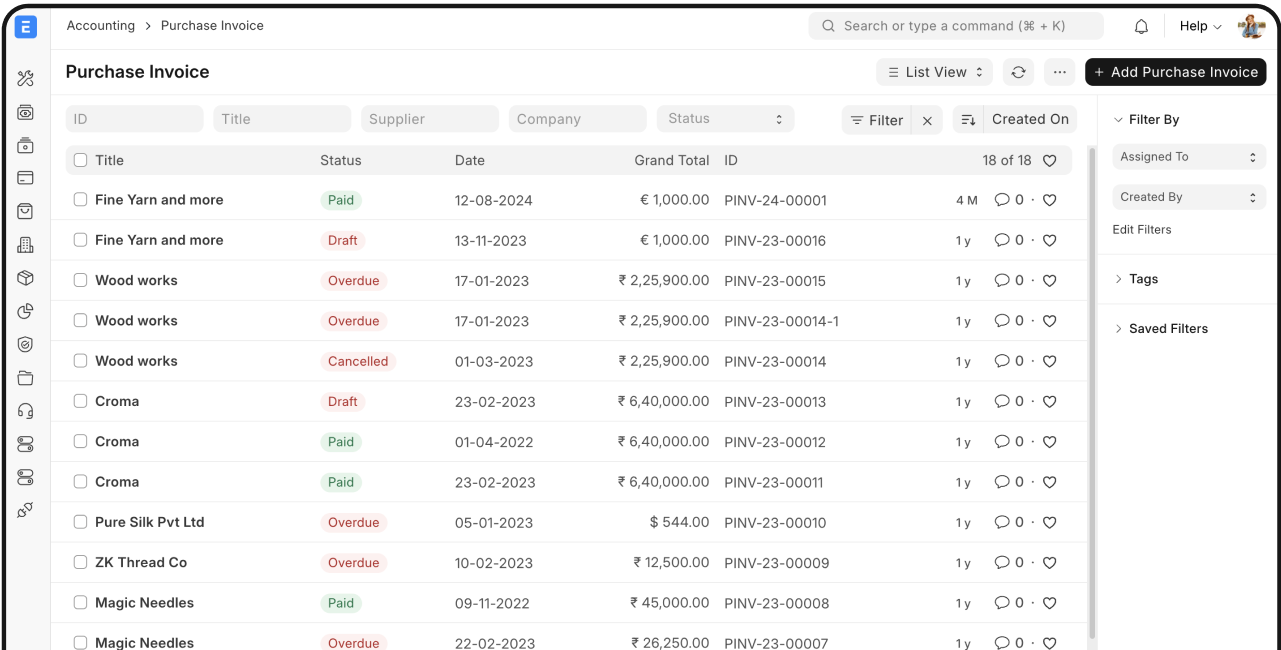 E Accounting > Purchase Invoice Search or type a command (⌘ + K) Help
Purchase Invoice List View ... + Add Purchase Invoice
ID Title Supplier Company Status Filter × Created On Filter By
Assigned To
Title Status Date Grand Total ID 18 of 18
Fine Yarn and more Paid 12-08-2024 € 1,000.00 PINV-24-00001 4 M 0 ·
Created By
Edit Filters
Fine Yarn and more Draft 13-11-2023 € 1,000.00 PINV-23-00016 1 y 0 ·
Wood works Overdue 17-01-2023 ₹ 2,25,900.00 PINV-23-00015 1 y 0 · Tags
Wood works Overdue 17-01-2023 ₹ 2,25,900.00 PINV-23-00014-1 1 y 0 · Saved Filters
Wood works Cancelled 01-03-2023 ₹ 2,25,900.00 PINV-23-00014 1 y 0 ·
Croma Draft 23-02-2023 ₹ 6,40,000.00 PINV-23-00013 1 y 0 ·
Croma Paid 01-04-2022 ₹ 6,40,000.00 PINV-23-00012 1 y 0 ·
Croma Paid 23-02-2023 ₹ 6,40,000.00 PINV-23-00011 1 y 0 ·
Pure Silk Pvt Ltd Overdue 05-01-2023 $ 544.00 PINV-23-00010 1 y 0 ·
ZK Thread Co Overdue 10-02-2023 ₹ 12,500.00 PINV-23-00009 1 y 0 ·
Magic Needles Paid 09-11-2022 ₹ 45,000.00 PINV-23-00008 1 y 0 ·
Magic Needles Overdue 22-02-2023 ₹ 26,250.00 PINV-23-00007 1 y 0 ·